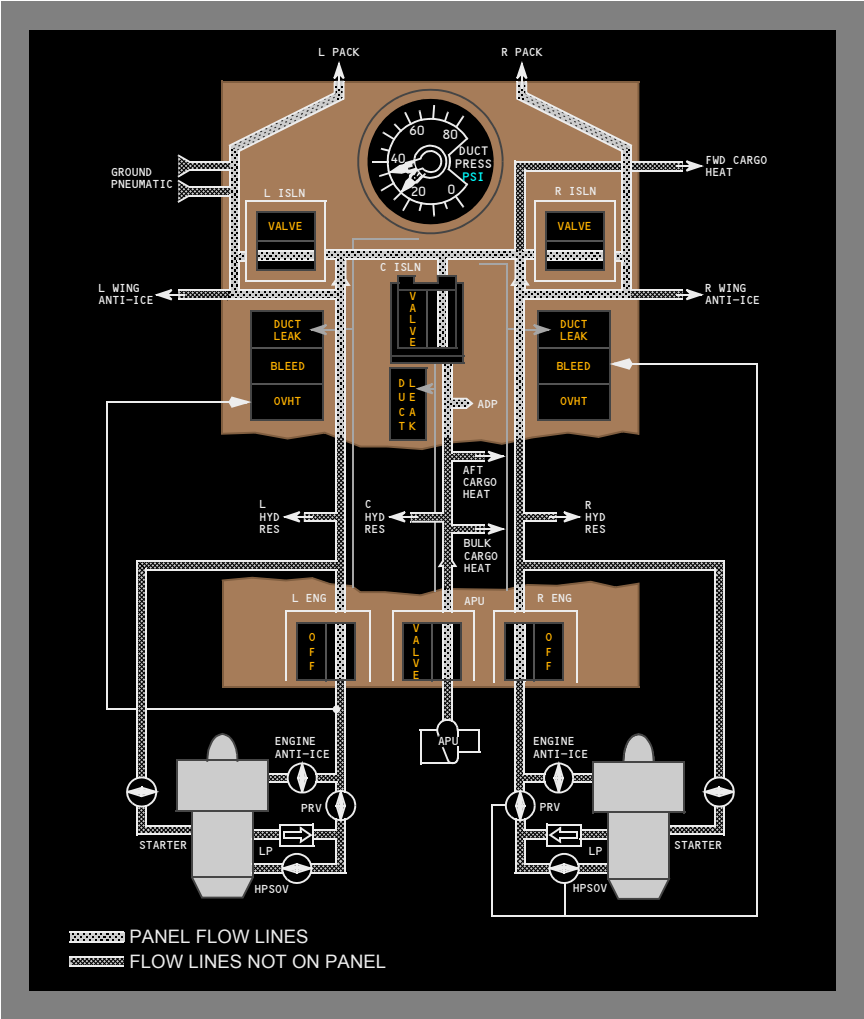 L PACK
R PACK
60
80
40
20
0
DUCT
PRESS
PSI
GROUND
PNEUMATIC
FWD CARGO
HEAT
L ISLN
R ISLN
VALVE
VALVE
C ISLN
L WING
ANTI-ICE
R WING
ANTI-ICE
VALVE
DUCT
LEAK
DUCT
LEAK
BLEED
BLEED
OVHT
OVHT
DUCT
LEAK
ADP
AFT
CARGO
HEAT
L
HYD
RES
C
HYD
RES
R
HYD
RES
BULK
CARGO
HEAT
L ENG
APU
R ENG
OFF
VALVE
OFF
ENGINE
ANTI-ICE
APU
ENGINE
ANTI-ICE
PRV
PRV
STARTER
LP
LP
STARTER
HPSOV
HPSOV
PANEL FLOW LINES
FLOW LINES NOT ON PANEL